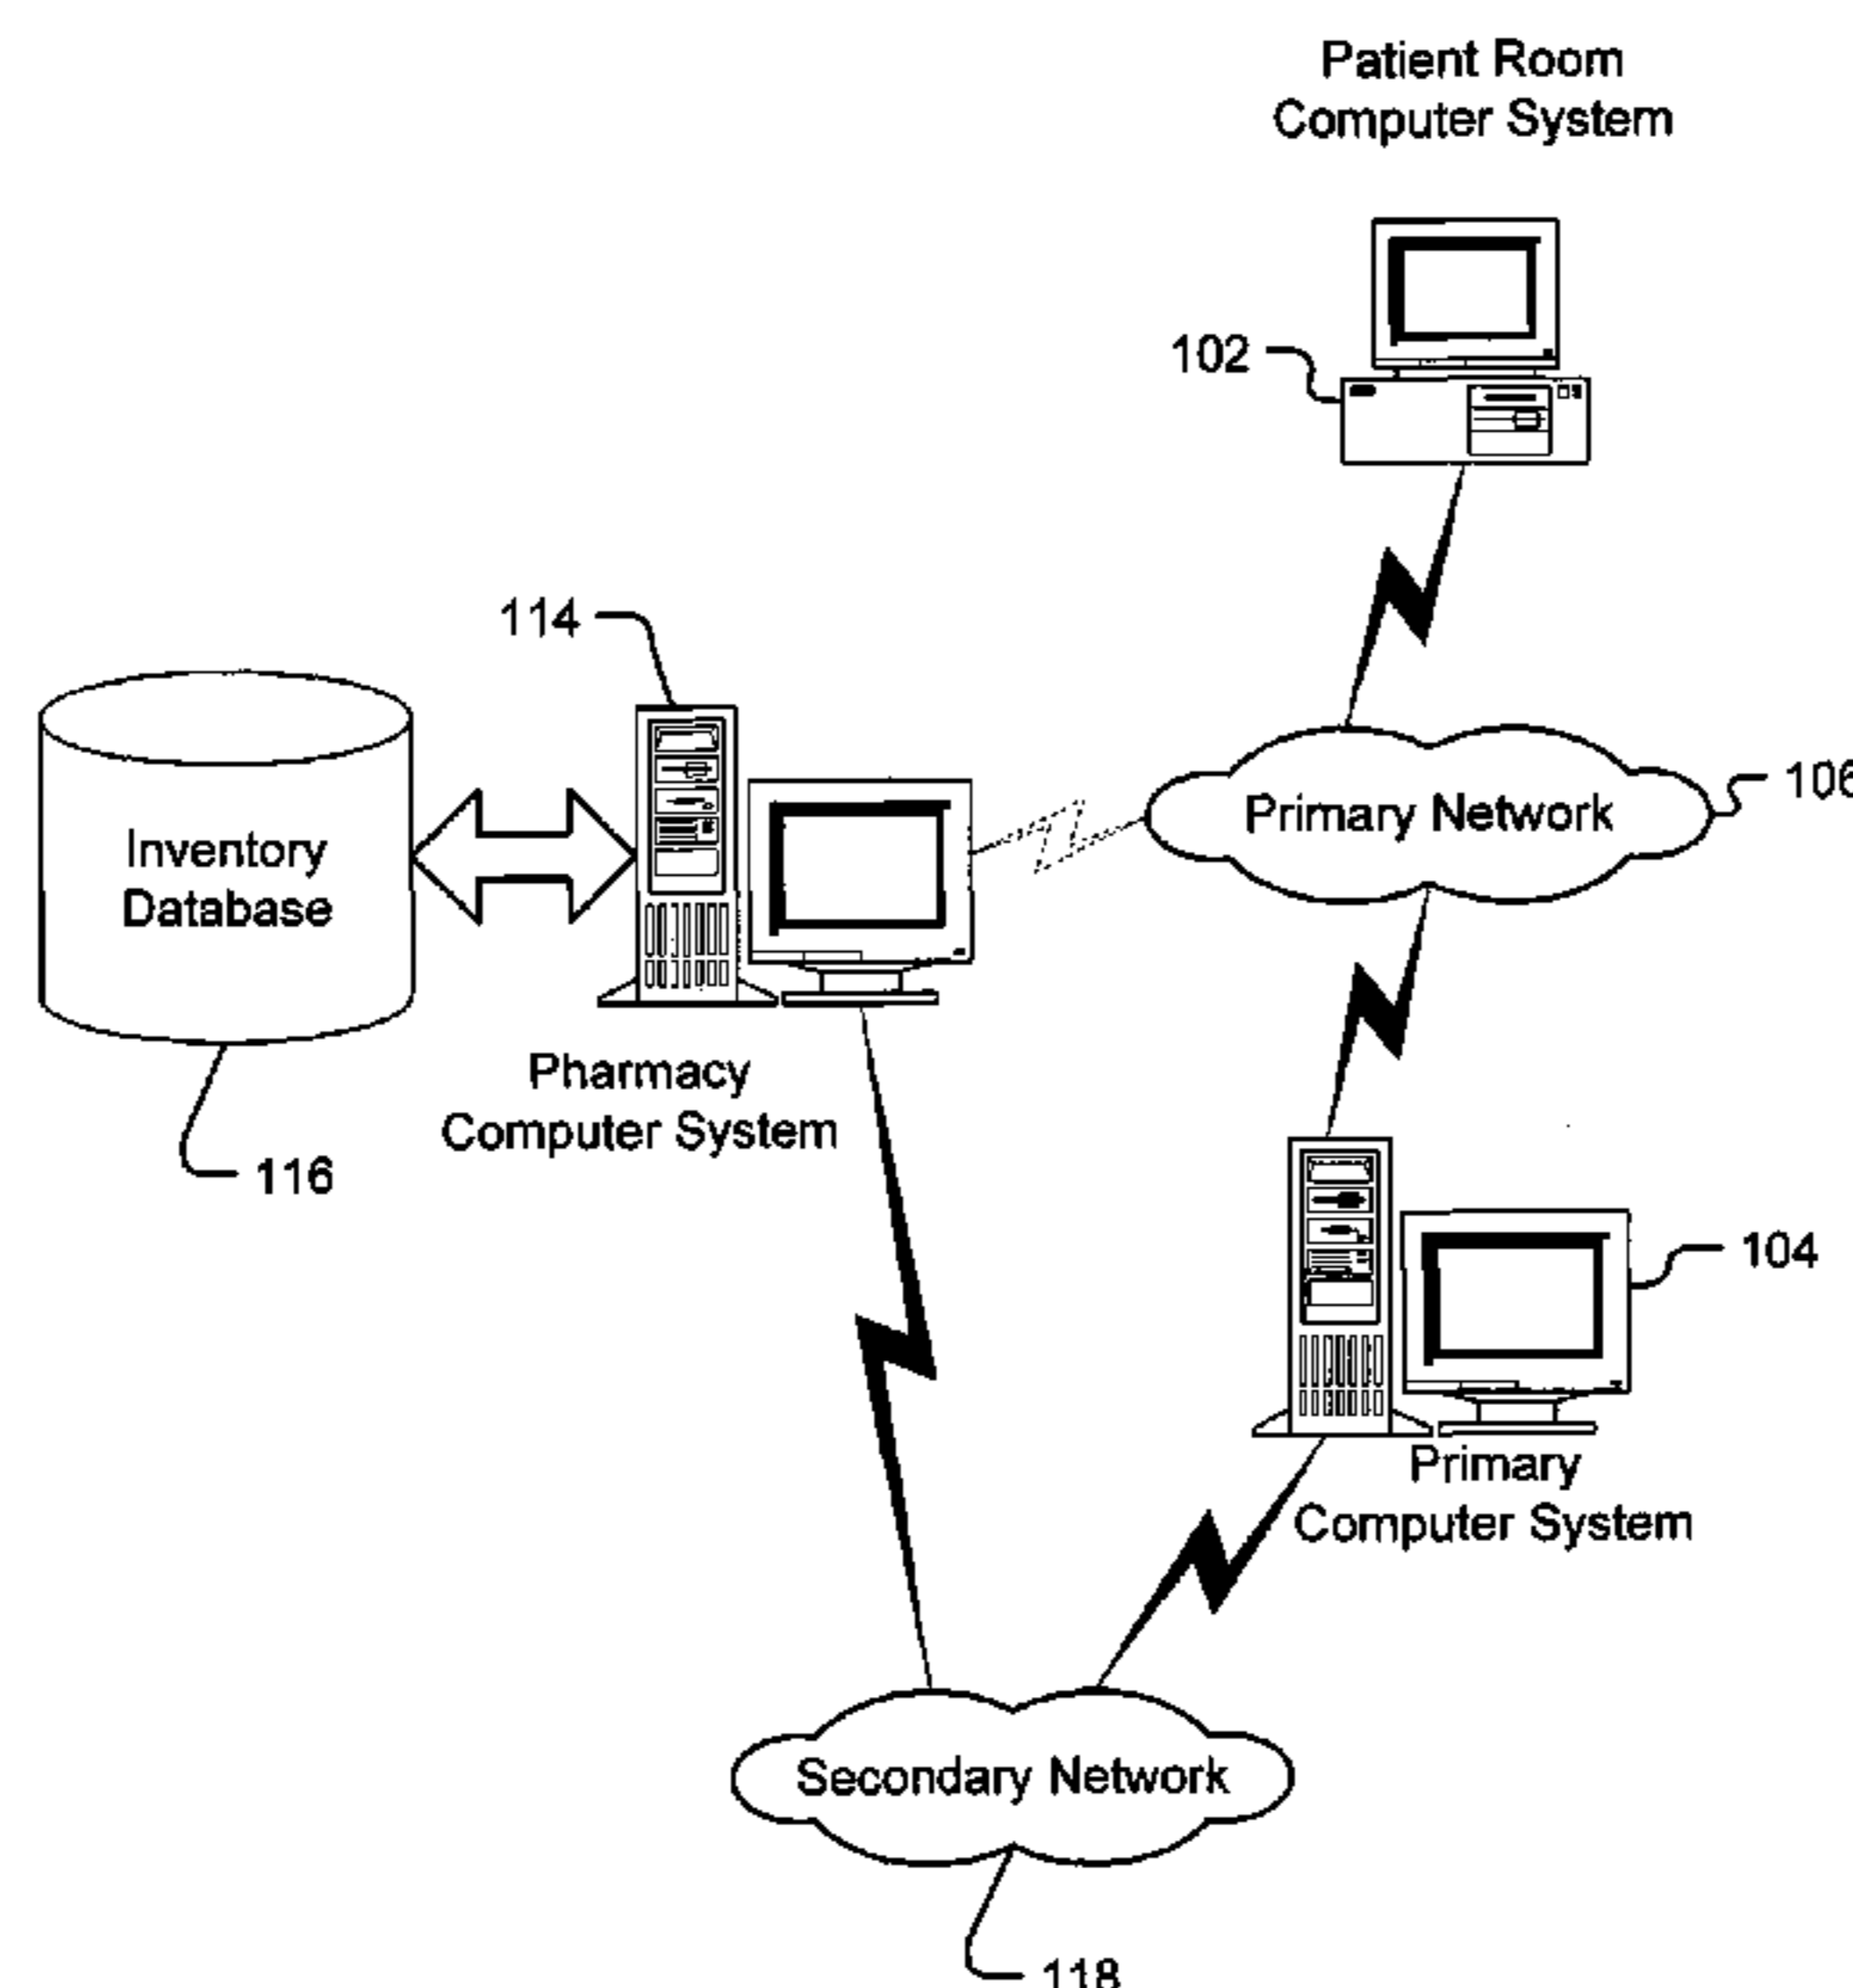 Patient Room
Computer System
102
114
106
Primary Network
Inventory
Database
Pharmacy
Computer System
116
104
Primary
Computer System
Secondary Network
118